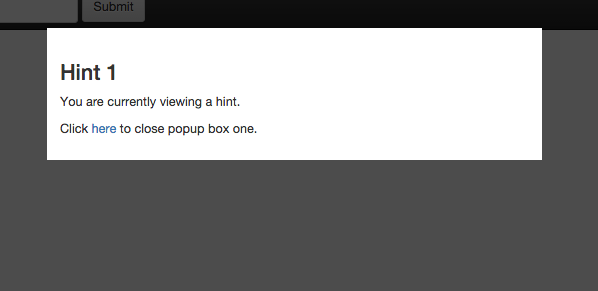 Submit
Hint 1
You are currently viewing a hint.
Click here to close popup box one.